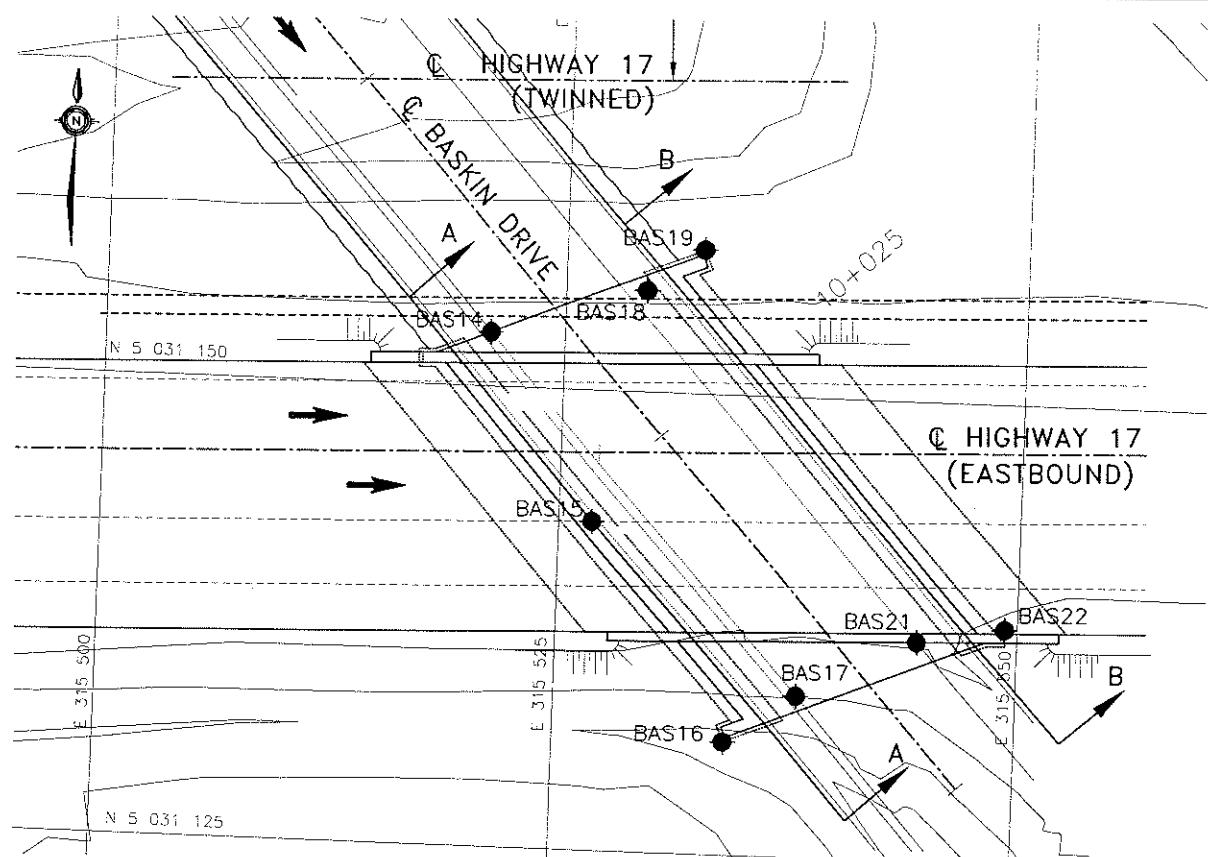 ℄ HIGHWAY 17
(TWINNED)
N
℄ BASKIN DRIVE
B
A
BAS19
10+025
BAS18
BAS14
N 5 031 150
℄ HIGHWAY 17
(EASTBOUND)
BAS15
BAS22
BAS21
E 315 500
E 315 525
E 315 550
BAS17
B
BAS16
A
N 5 031 125